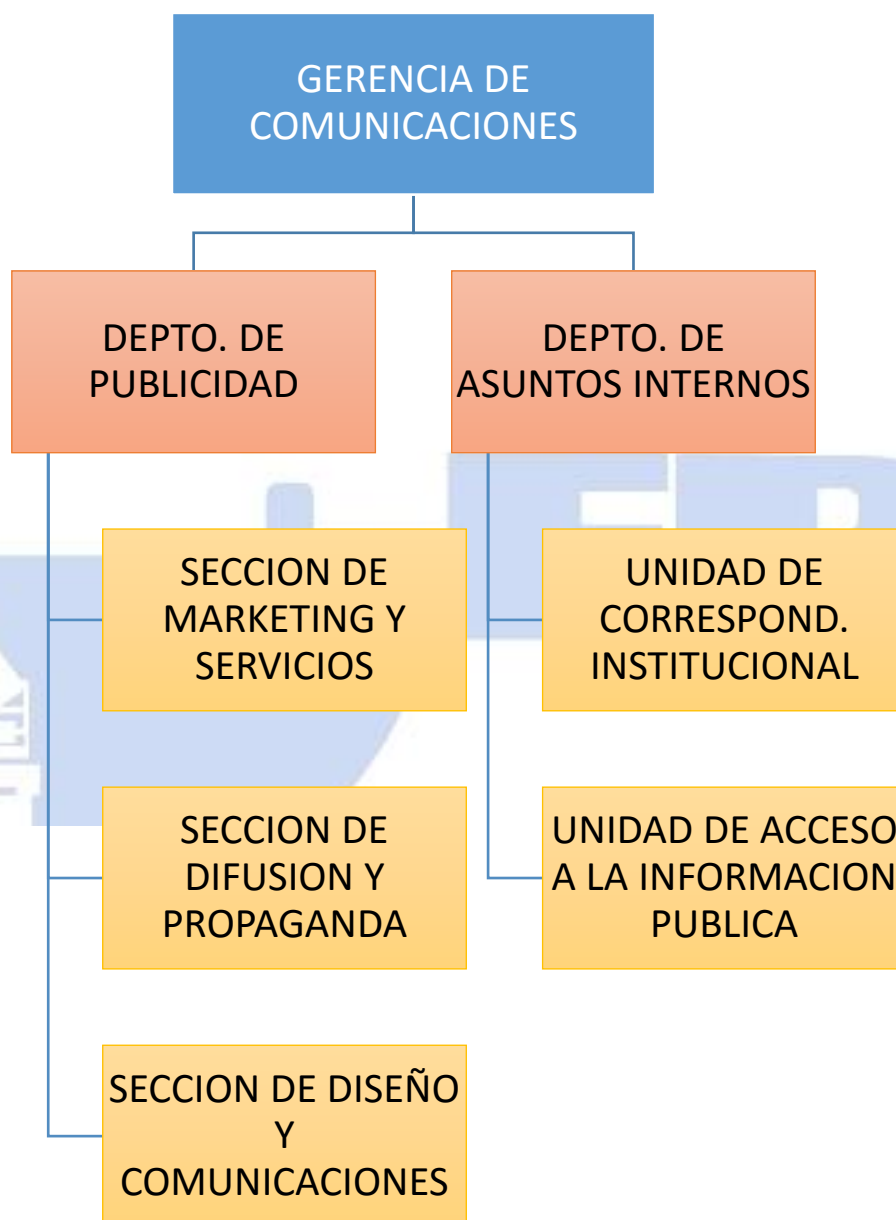 GERENCIA DE
COMUNICACIONES
DEPTO. DE
PUBLICIDAD
DEPTO. DE
ASUNTOS INTERNOS
SECCION DE
MARKETING Y
SERVICIOS
UNIDAD DE
CORRESPOND.
INSTITUCIONAL
SECCION DE
DIFUSION Y
PROPAGANDA
UNIDAD DE ACCESO
A LA INFORMACION
PUBLICA
SECCION DE DISEÑO
Y
COMUNICACIONES